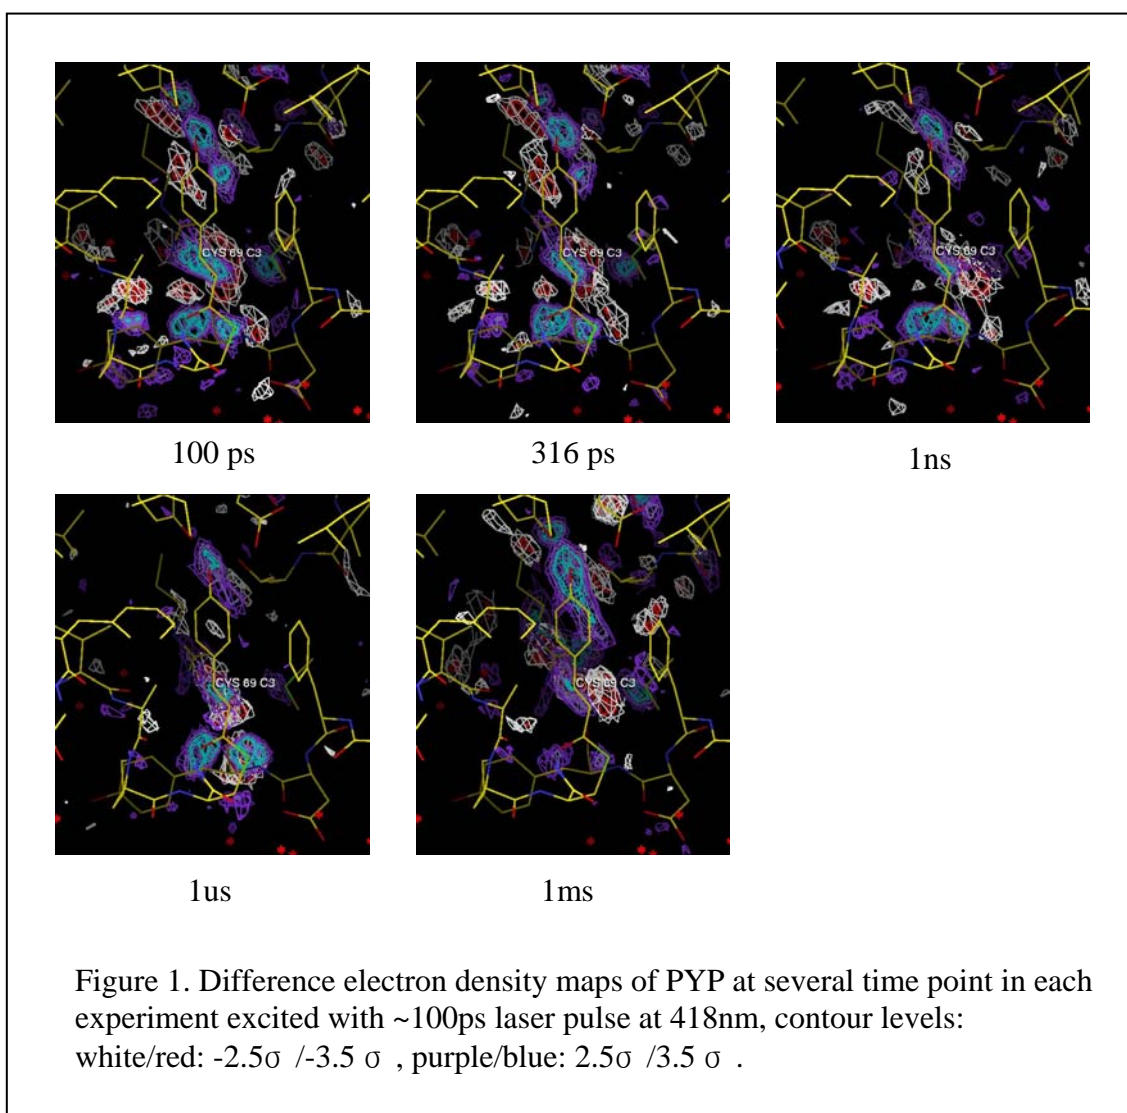 CYS 69 C3
CYS 69 C3
CYS 69 C3
100 ps
316 ps
1ns
CYS 69 C3
CYS 69 C3
1us
1ms
Figure 1. Difference electron density maps of PYP at several time point in each
experiment excited with ~100ps laser pulse at 418nm, contour levels:
white/red: -2.5σ /-3.5 σ , purple/blue: 2.5σ /3.5 σ .